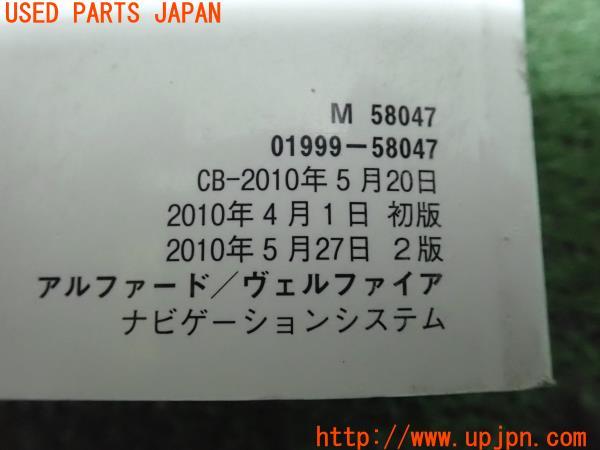 USED PARTS JAPAN
M 58047
01999-58047
CB-2010年5月20日
2010年4月1日 初版
2010年5月27日 2版
アルファード/ヴェルファイア
ナビゲーションシステム
http://www.upjpn.com/